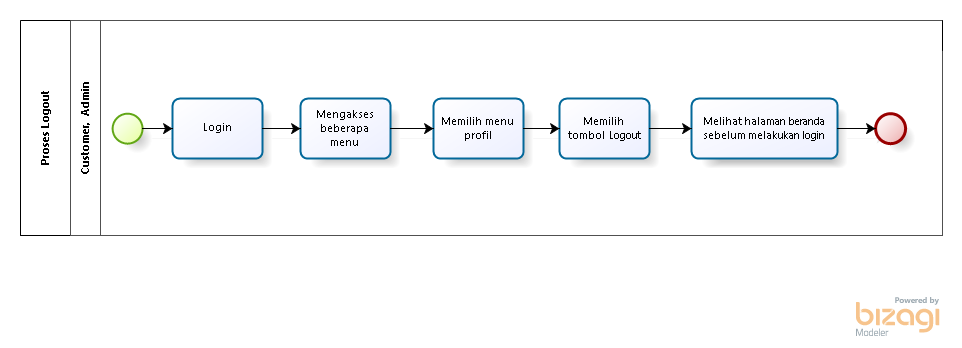 Proses Logout
Customer, Admin
Login
Mengakses
beberapa
menu
Memilih menu
profil
Memilih
tombol Logout
Melihat halaman beranda
sebelum melakukan login
Powered by
bizagi
Modeler